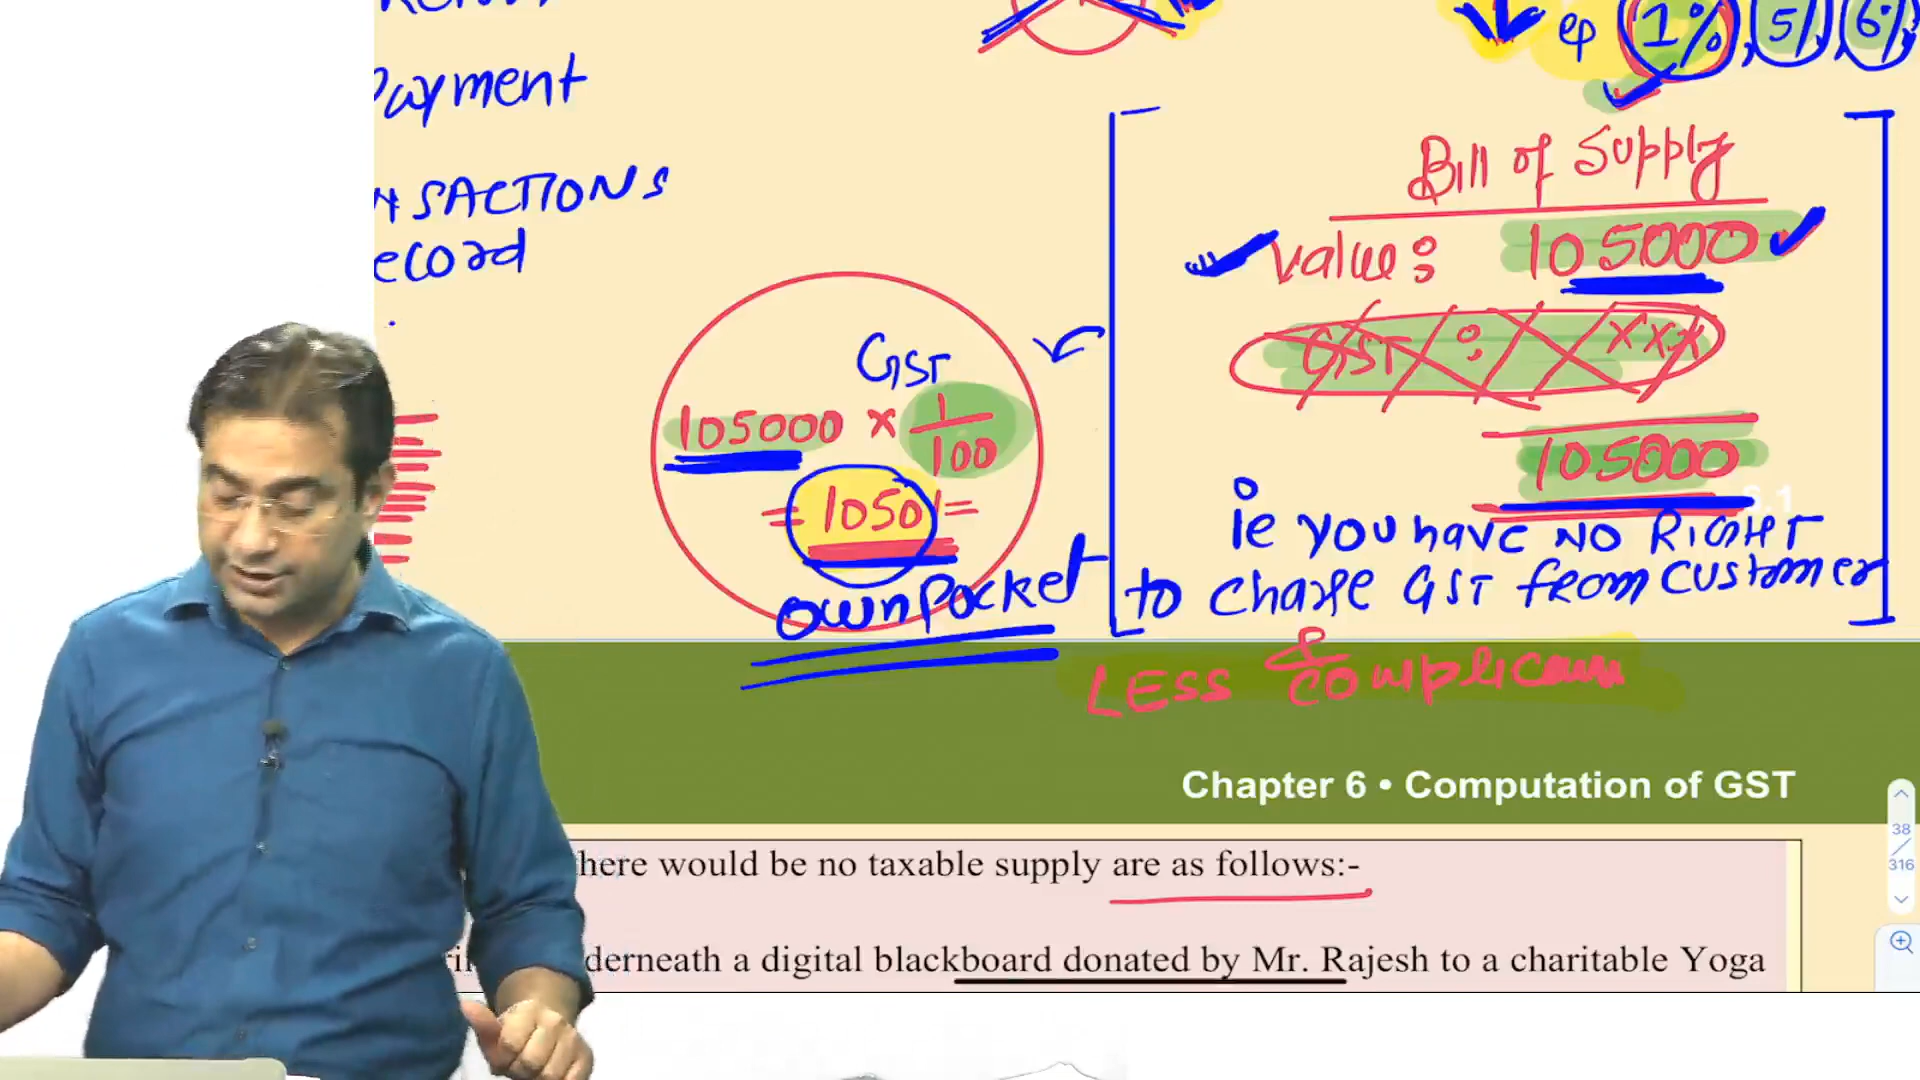 Payment
ep 1%, 5%, 6%,
Bill of Supply
Value: 105000
GST: XXX
105000
ie you have NO RIGHT
to charge GST from customer
&
LESS
GST
105000 x 1/100
= 1050/=
own Pocket
Chapter 6 • Computation of GST
38
/
316
here would be no taxable supply are as follows:-
derneath a digital blackboard donated by Mr. Rajesh to a charitable Yoga